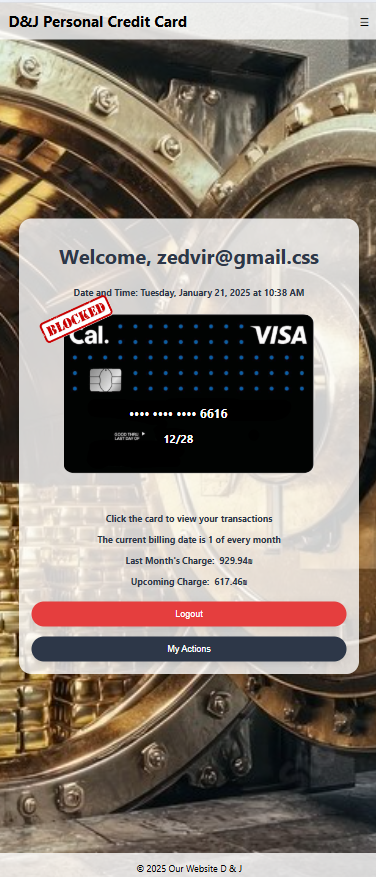 D&J Personal Credit Card
☰
Welcome, zedvir@gmail.css
Date and Time: Tuesday, January 21, 2025 at 10:38 AM
BLOCKED
Cal.
VISA
•••• •••• •••• 6616
GOOD THRU
LAST DAY OF
12/28
Click the card to view your transactions
The current billing date is 1 of every month
Last Month's Charge: 929.94₪
Upcoming Charge: 617.46₪
Logout
My Actions
© 2025 Our Website D & J